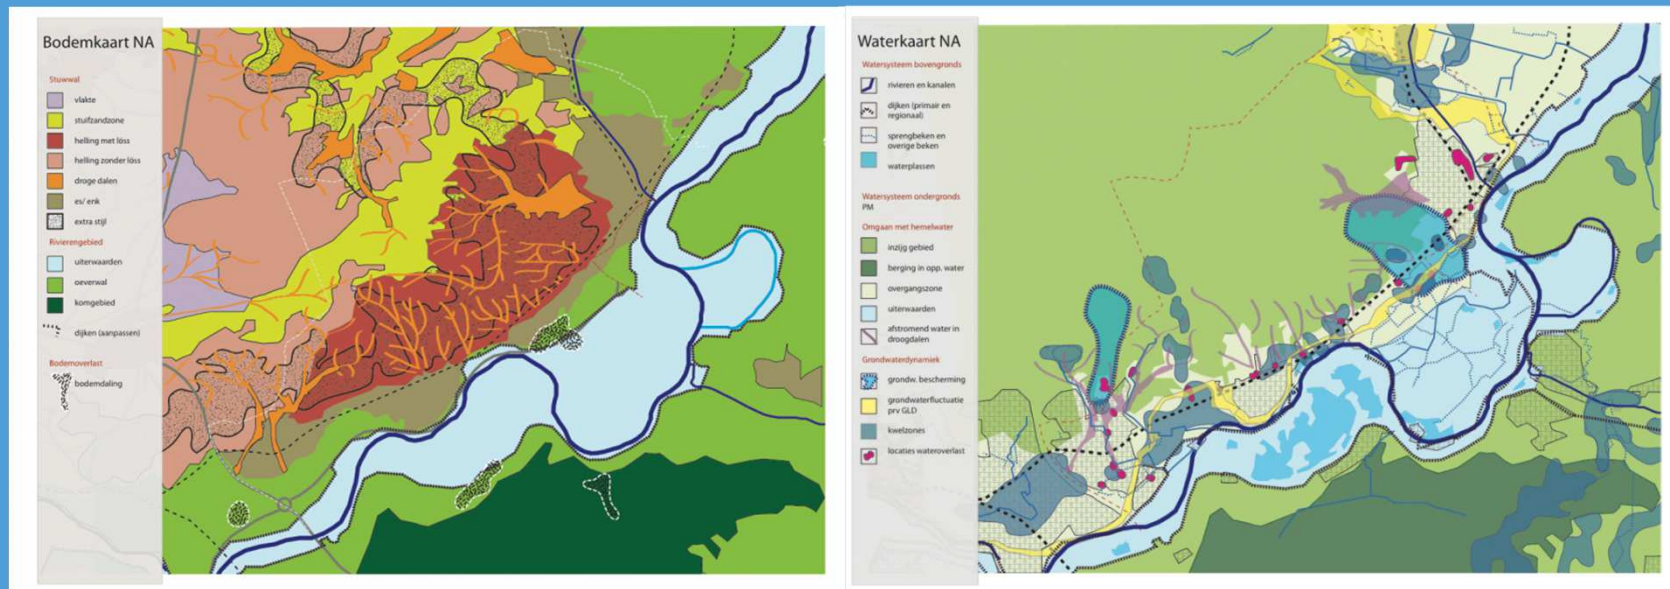 Bodemkaart NA
Stuwwal
vlakte
stuifzandzone
helling met löss
helling zonder löss
droge dalen
es/ enk
extra stijl
Rivierengebied
uiterwaarden
oeverwal
komgebied
dijken (aanpassen)
Bodemoverlast
bodemdaling
Waterkaart NA
Watersysteem bovengronds
rivieren en kanalen
dijken (primair en
regionaal)
sprengbeken en
overige beken
waterplassen
Watersysteem ondergronds
PM
Omgaan met hemelwater
inzijg gebied
berging in opp. water
overgangszone
uiterwaarden
afstromend water in
droogdalen
Grondwaterdynamiek
grondw. bescherming
grondwaterfluctuatie
prv GLD
kwelzones
locaties wateroverlast